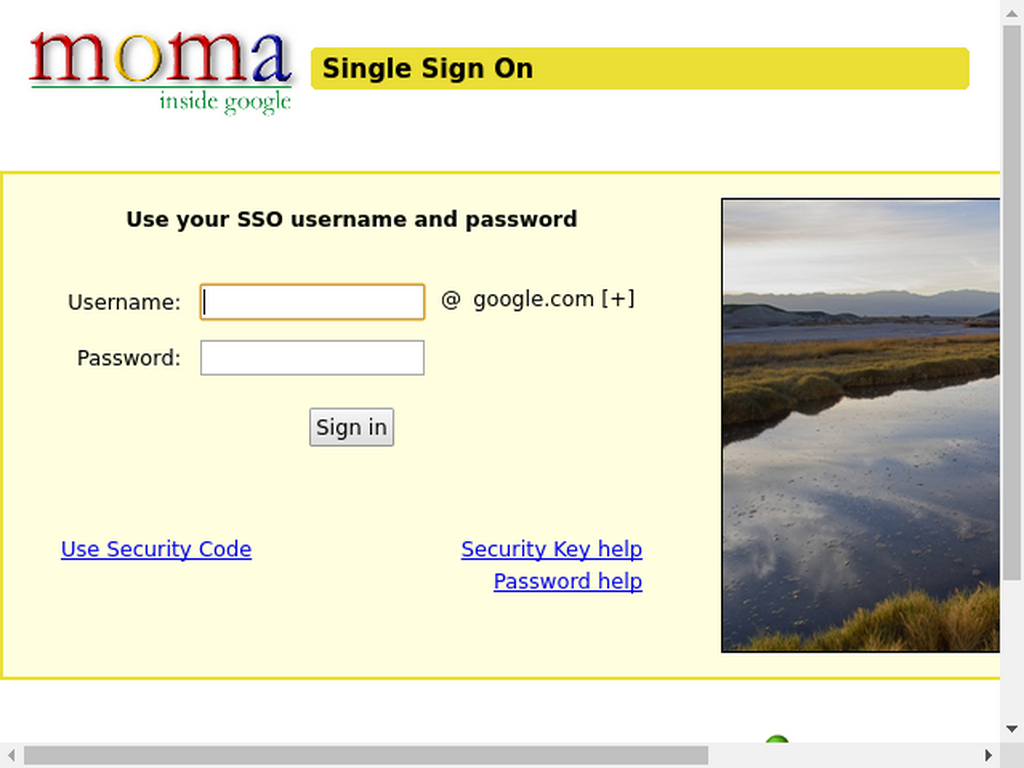 moma
inside google
Single Sign On
Use your SSO username and password
Username:
@ google.com [+]
Password:
Sign in
Use Security Code
Security Key help
Password help